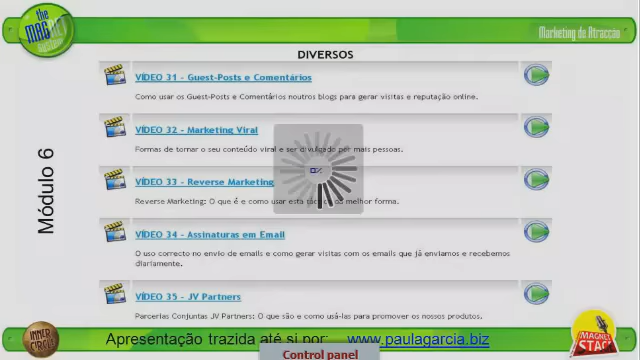 the
MAGNET
system
Marketing de Atracção
DIVERSOS
VÍDEO 31 - Guest-Posts e Comentários
Como usar os Guest-Posts e Comentários noutros blogs para gerar visitas e reputação online.
VÍDEO 32 - Marketing Viral
Formas de tornar o seu conteúdo viral e ser divulgado por mais pessoas.
Módulo 6
VÍDEO 33 - Reverse Marketing
Reverse Marketing: O que é e como usar esta táctica da melhor forma.
VÍDEO 34 - Assinaturas em Email
O uso correcto no envio de emails e como gerar visitas com os emails que já enviamos e recebemos
diariamente.
VÍDEO 35 - JV Partners
Parcerias Conjuntas JV Partners: O que são e como usá-las para promover os nossos produtos.
INNER
CIRCLE
Apresentação trazida até si por: www.paulagarcia.biz
MAGNET
STAGE
Control panel